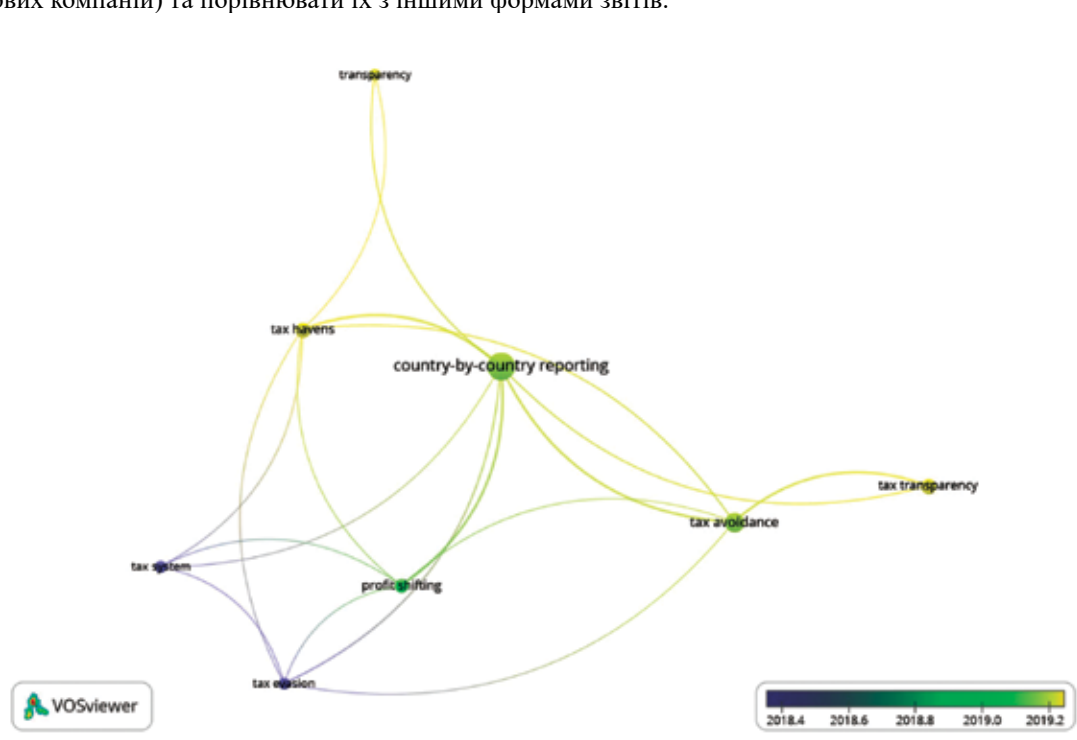 ових компаній) та порівнювати їх з іншими формами звітів.
transparency
tax havens
country-by-country reporting
tax transparency
tax avoidance
tax system
profit shifting
tax evasion
VOSviewer
2018.4 2018.6 2018.8 2019.0 2019.2